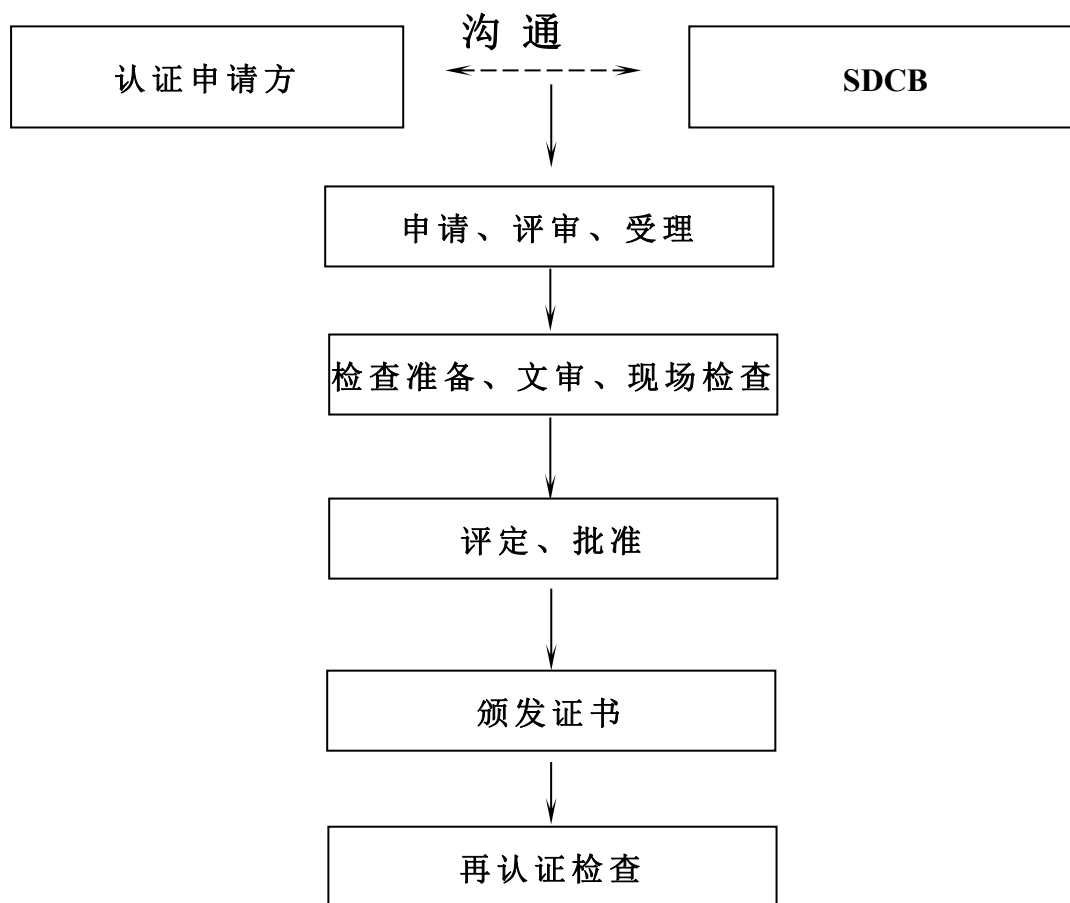 沟 通
认证申请方
SDCB
申请、评审、受理
检查准备、文审、现场检查
评定、批准
颁发证书
再认证检查